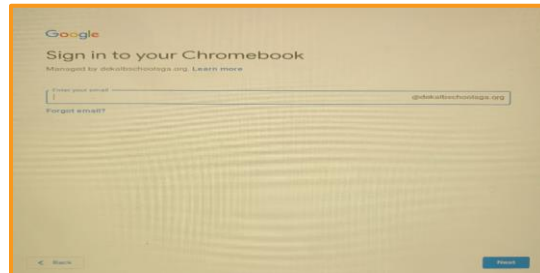 Google
Sign in to your Chromebook
Managed by dekalbschoolsga.org. Learn more
Enter your email
@dekalbschoolsga.org
Forgot email?
< Back
Next